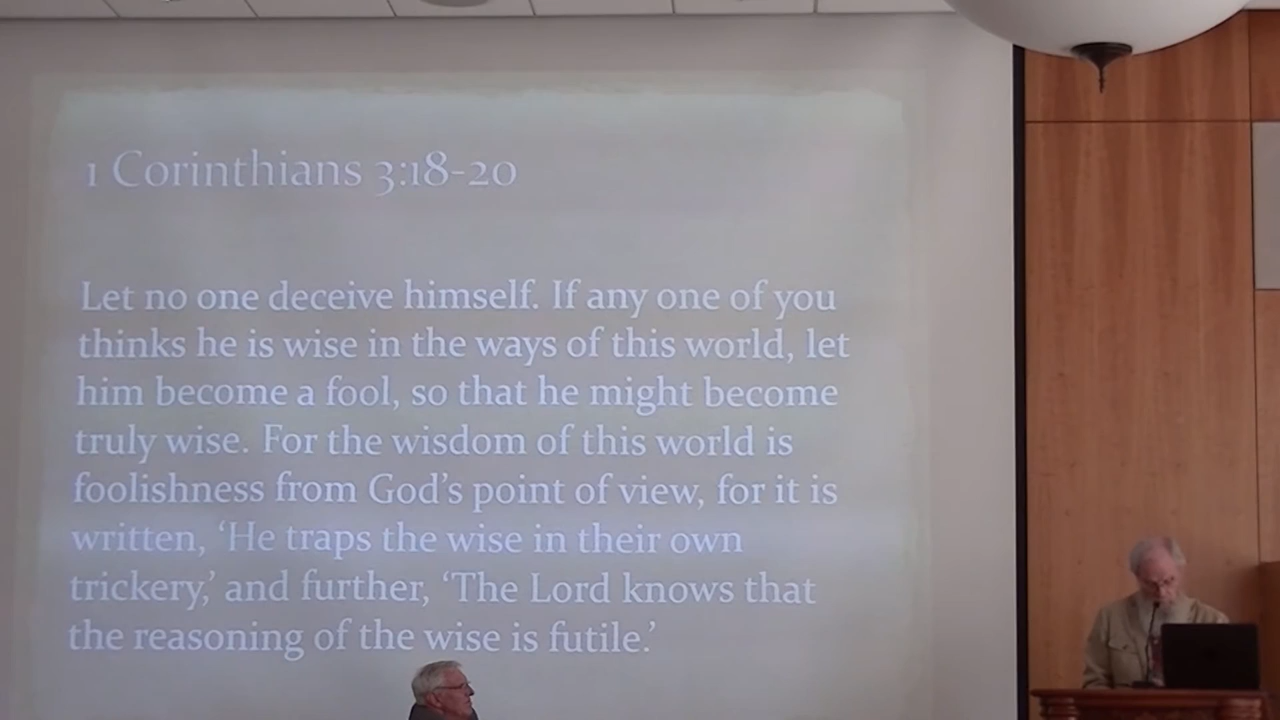 1 Corinthians 3:18-20
Let no one deceive himself. If any one of you
thinks he is wise in the ways of this world, let
him become a fool, so that he might become
truly wise. For the wisdom of this world is
foolishness from God’s point of view, for it is
written, ‘He traps the wise in their own
trickery,’ and further, ‘The Lord knows that
the reasoning of the wise is futile.’